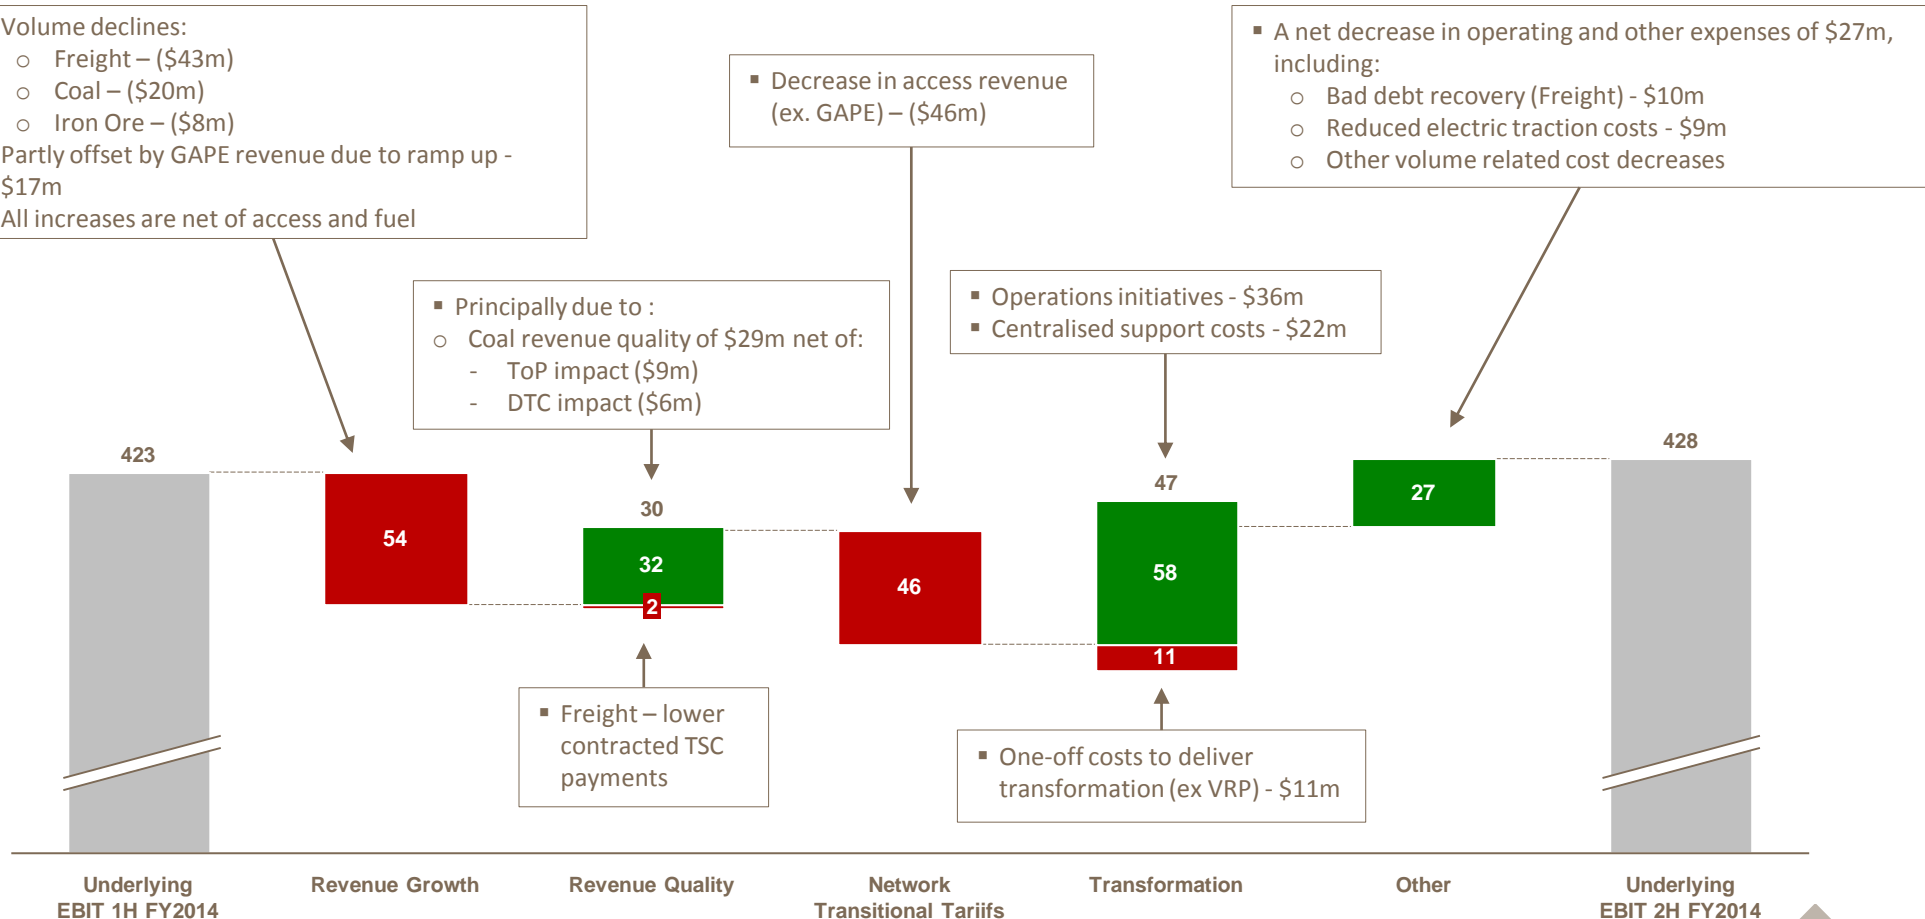 Volume declines:
o Freight – ($43m)
o Coal – ($20m)
o Iron Ore – ($8m)
Partly offset by GAPE revenue due to ramp up -
$17m
All increases are net of access and fuel
▪ Decrease in access revenue
(ex. GAPE) – ($46m)
▪ A net decrease in operating and other expenses of $27m,
including:
o Bad debt recovery (Freight) - $10m
o Reduced electric traction costs - $9m
o Other volume related cost decreases
▪ Principally due to :
o Coal revenue quality of $29m net of:
- ToP impact ($9m)
- DTC impact ($6m)
▪ Operations initiatives - $36m
▪ Centralised support costs - $22m
423
54
30
32
2
46
47
58
11
27
428
▪ Freight – lower
contracted TSC
payments
▪ One-off costs to deliver
transformation (ex VRP) - $11m
Underlying
EBIT 1H FY2014
Revenue Growth
Revenue Quality
Network
Transitional Tariifs
Transformation
Other
Underlying
EBIT 2H FY2014